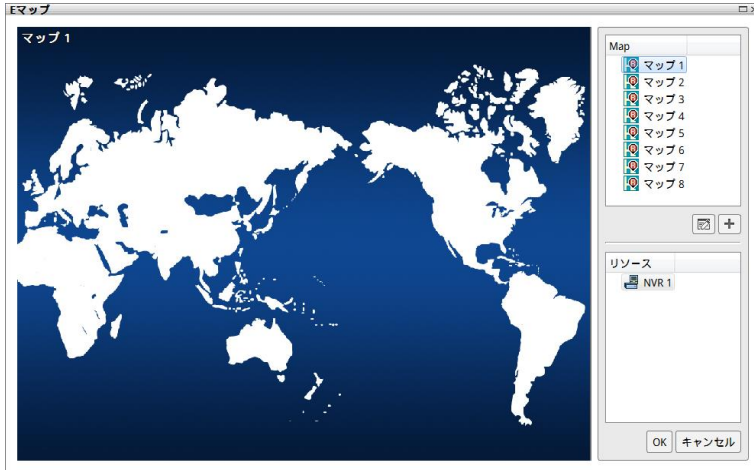 Eマップ
マップ 1
Map
マップ 1
マップ 2
マップ 3
マップ 4
マップ 5
マップ 6
マップ 7
マップ 8
リソース
NVR 1
OK キャンセル